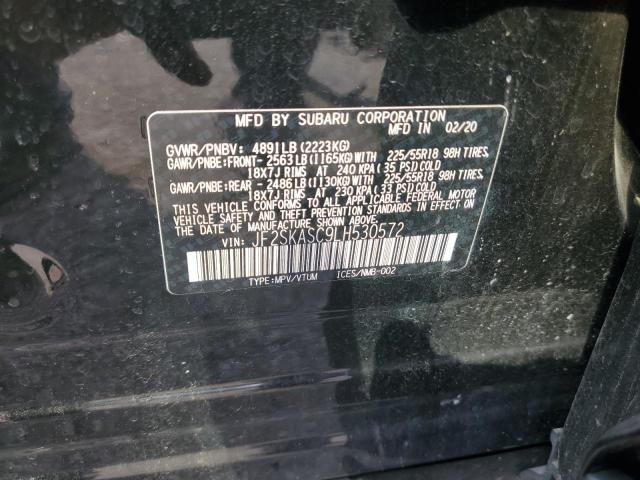 MFD BY SUBARU CORPORATION
MFD IN 02/20
GVWR/PNBV: 4891LB (2223KG)
GAWR/PNBE:FRONT-2563LB(1165KG)WITH 225/55R18 98H TIRES,
18X7J RIMS AT 240 KPA(35 PSI)COLD
GAWR/PNBE:REAR -2486LB(1130KG)WITH 225/55R18 98H TIRES,
18X7J RIMS AT 230 KPA(33 PSI)COLD
THIS VEHICLE CONFORMS TO ALL APPLICABLE FEDERAL MOTOR
VEHICLE SAFETY AND THEFT PREVENTION STANDARDS IN EFFECT ON
THE DATE OF MANUFACTURE SHOWN ABOVE.
VIN: JF2SKASC9LH530572
TYPE:MPV/VTUM ICES/NMB-002